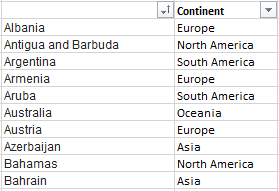 Continent
Albania Europe
Antigua and Barbuda North America
Argentina South America
Armenia Europe
Aruba South America
Australia Oceania
Austria Europe
Azerbaijan Asia
Bahamas North America
Bahrain Asia